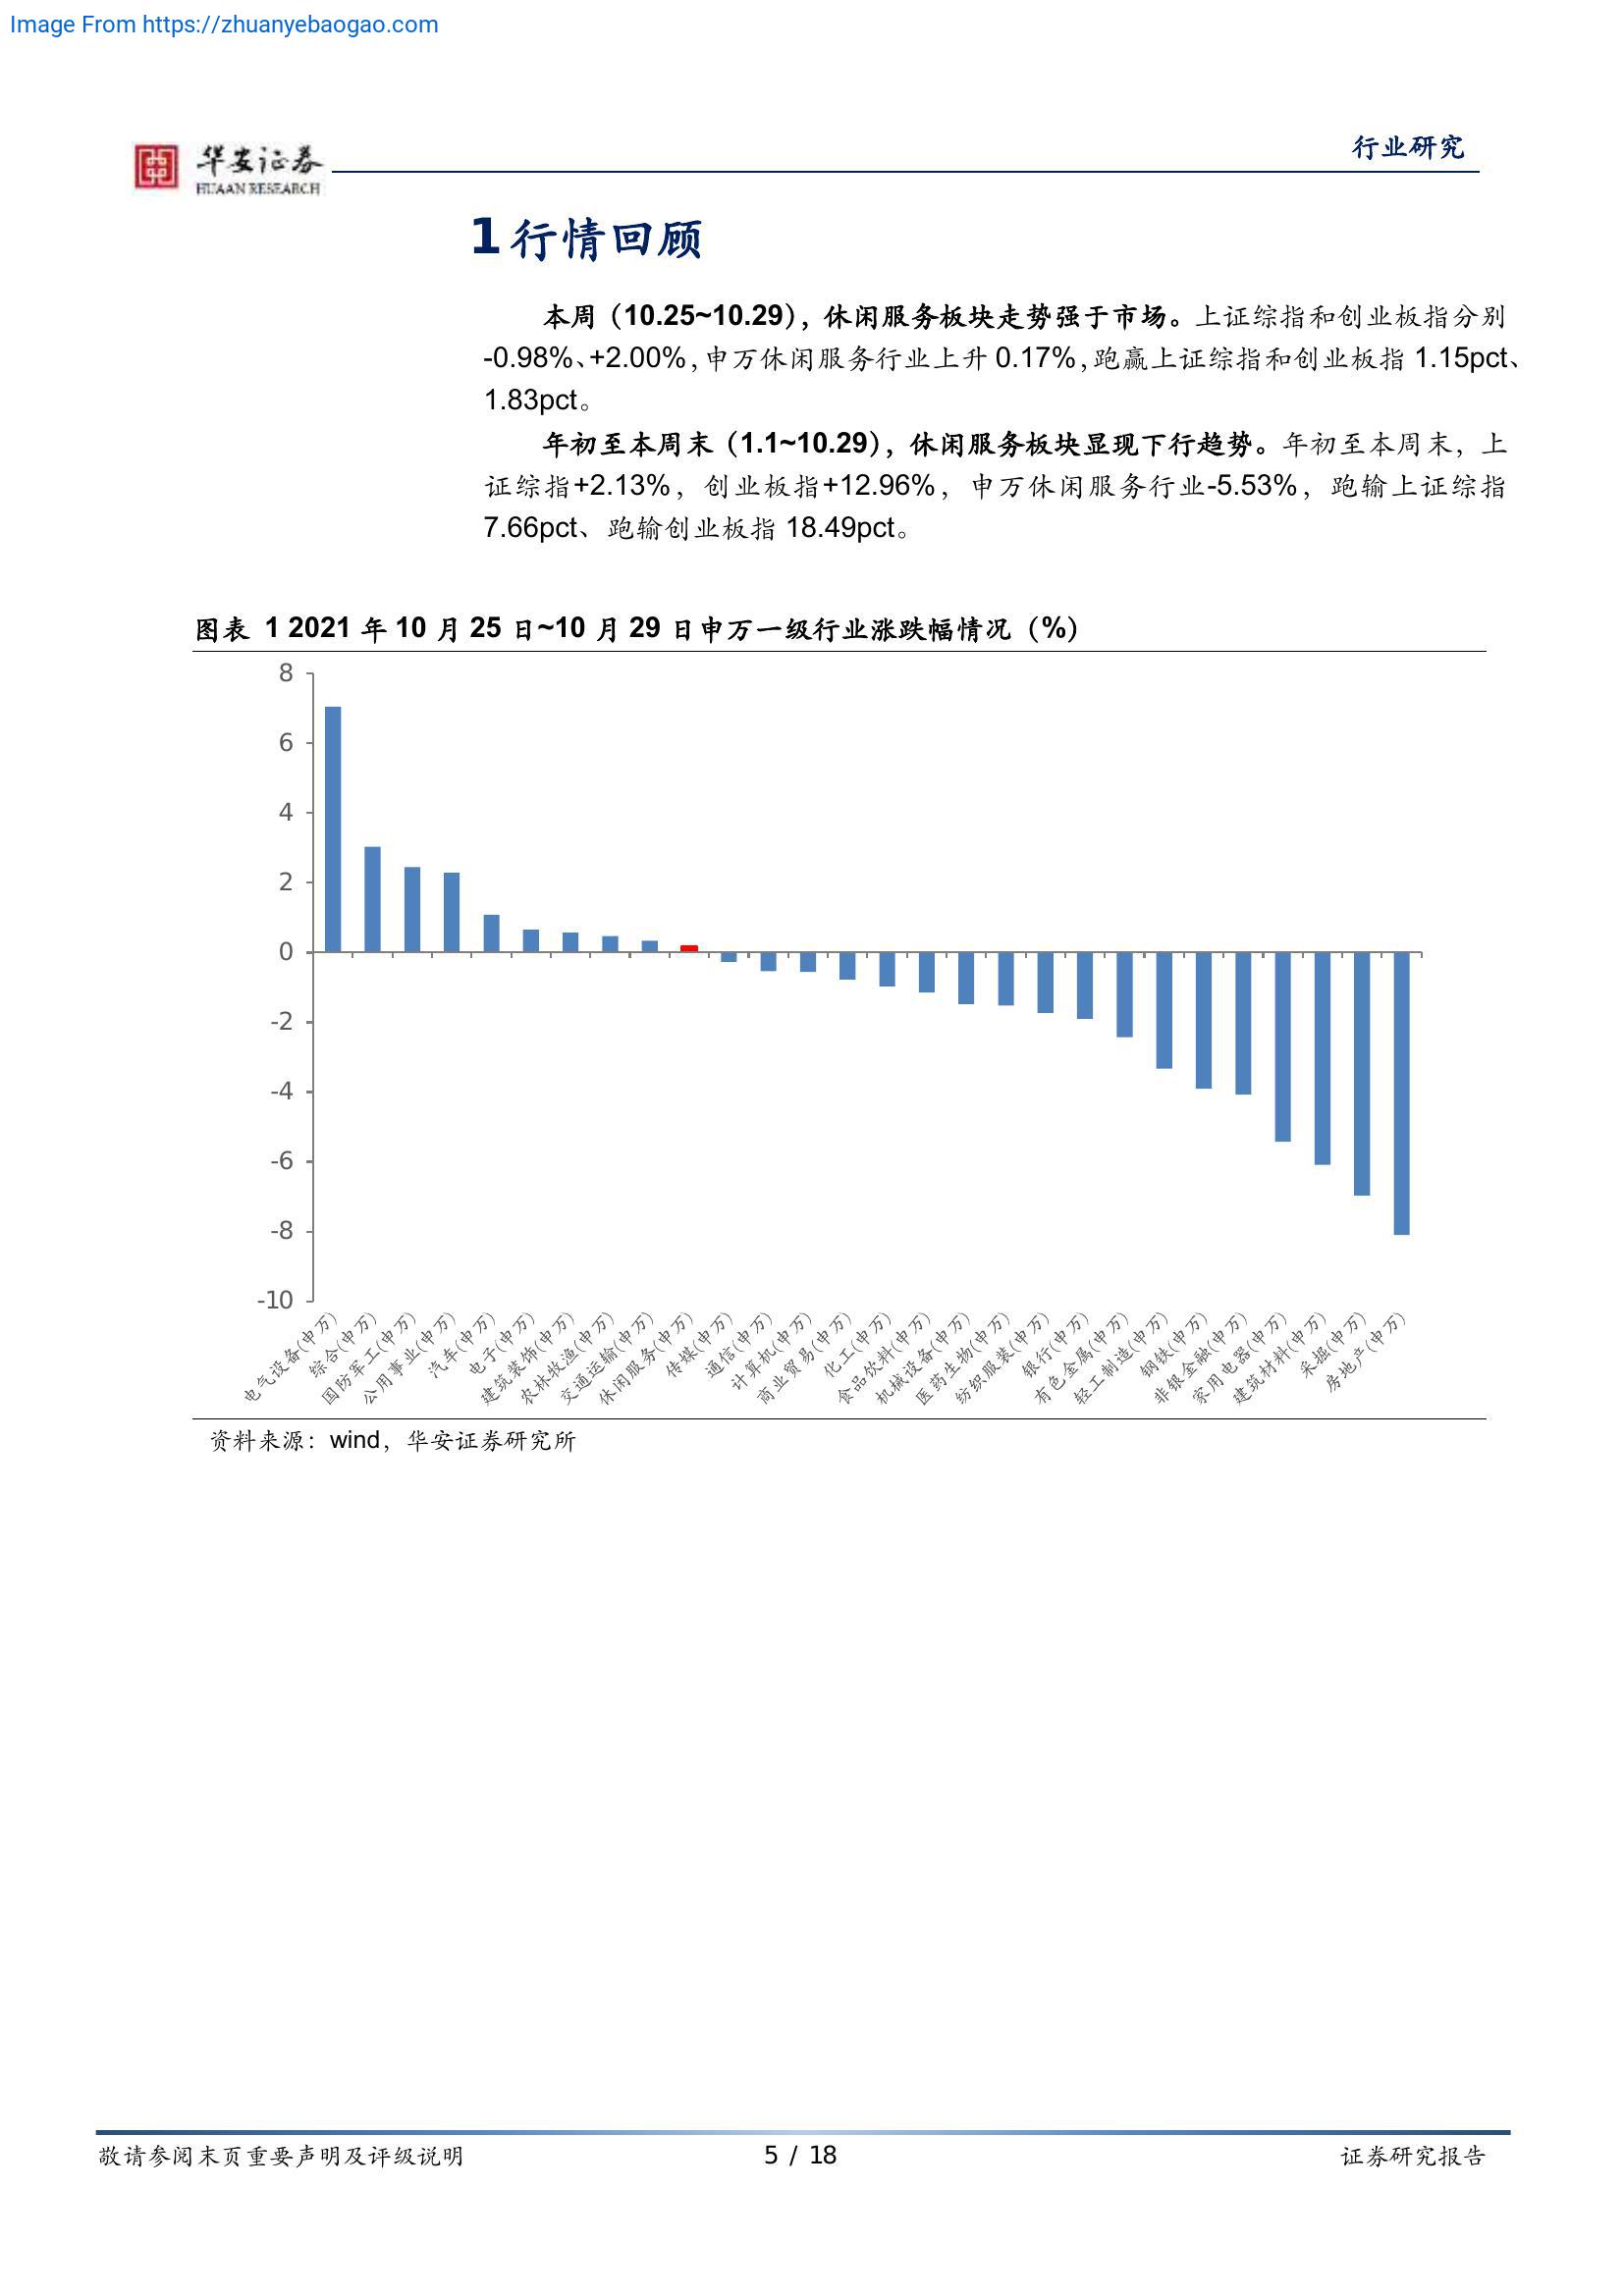 Image From https://zhuanyebaogao.com
华安证券
HUAAN RESEARCH
行业研究
1 行情回顾
本周（10.25~10.29），休闲服务板块走势强于市场。上证综指和创业板指分别
-0.98%、+2.00%，申万休闲服务行业上升 0.17%，跑赢上证综指和创业板指 1.15pct、
1.83pct。
年初至本周末（1.1~10.29），休闲服务板块显现下行趋势。年初至本周末，上
证综指+2.13%，创业板指+12.96%，申万休闲服务行业-5.53%，跑输上证综指
7.66pct、跑输创业板指 18.49pct。
图表 1 2021 年 10 月 25 日~10 月 29 日申万一级行业涨跌幅情况（%）
8
6
4
2
0
-2
-4
-6
-8
-10
电气设备(申万)
综合(申万)
国防军工(申万)
公用事业(申万)
汽车(申万)
电子(申万)
建筑装饰(申万)
农林牧渔(申万)
交通运输(申万)
休闲服务(申万)
传媒(申万)
通信(申万)
计算机(申万)
商业贸易(申万)
化工(申万)
食品饮料(申万)
机械设备(申万)
医药生物(申万)
纺织服装(申万)
银行(申万)
有色金属(申万)
轻工制造(申万)
钢铁(申万)
非银金融(申万)
家用电器(申万)
建筑材料(申万)
采掘(申万)
房地产(申万)
资料来源：wind，华安证券研究所
敬请参阅末页重要声明及评级说明
5 / 18
证券研究报告